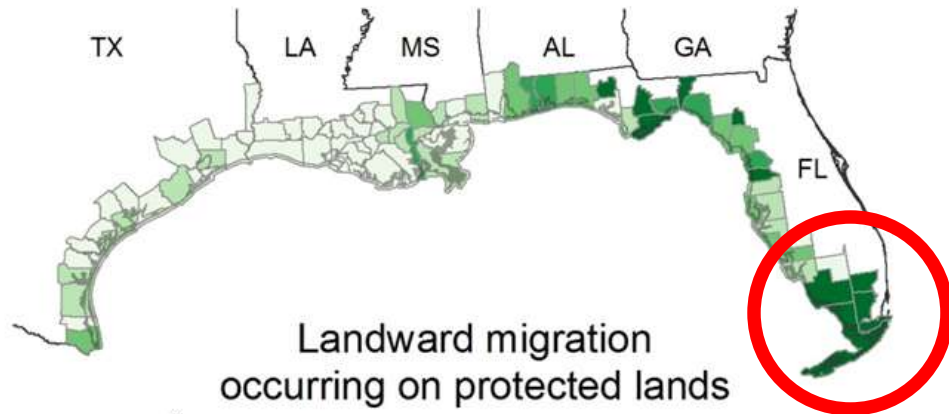 TX LA MS AL GA
FL
Landward migration
occurring on protected lands